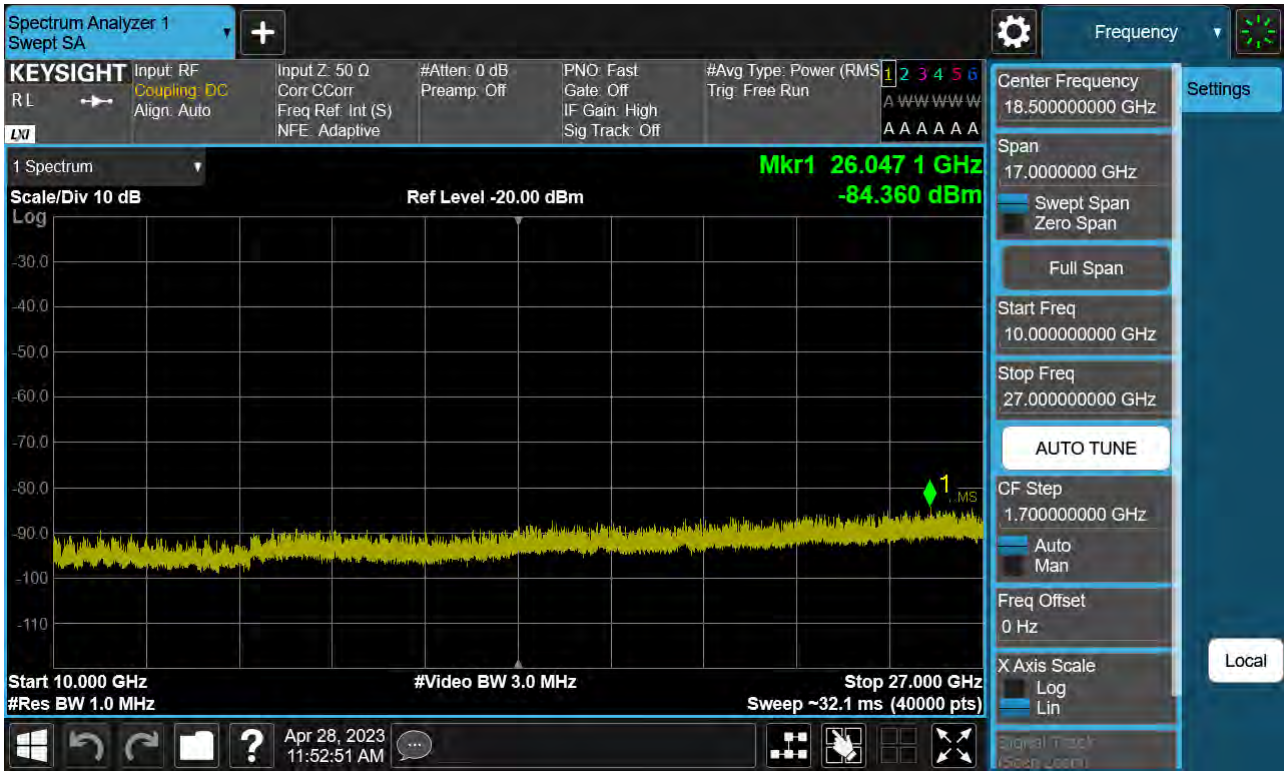 Spectrum Analyzer 1
Swept SA
Frequency
KEYSIGHT
RL
LXI
Input: RF
Coupling: DC
Align: Auto
Input Z: 50 Ω
Corr CCorr
Freq Ref: Int (S)
NFE: Adaptive
#Atten: 0 dB
Preamp: Off
PNO: Fast
Gate: Off
IF Gain: High
Sig Track: Off
#Avg Type: Power (RMS
Trig: Free Run
1 2 3 4 5 6
A W W W W W
A A A A A A
1 Spectrum
Mkr1 26.047 1 GHz
Scale/Div 10 dB
Ref Level -20.00 dBm
-84.360 dBm
Log
-30.0
-40.0
-50.0
-60.0
-70.0
-80.0
1
-90.0
-100
-110
Start 10.000 GHz
#Video BW 3.0 MHz
Stop 27.000 GHz
#Res BW 1.0 MHz
Sweep ~32.1 ms (40000 pts)
Center Frequency
18.500000000 GHz
Settings
Span
17.0000000 GHz
Swept Span
Zero Span
Full Span
Start Freq
10.000000000 GHz
Stop Freq
27.000000000 GHz
AUTO TUNE
CF Step
1.700000000 GHz
Auto
Man
Freq Offset
0 Hz
X Axis Scale
Log
Lin
Signal Track
(Span Zoom)
Local
?
Apr 28, 2023
11:52:51 AM